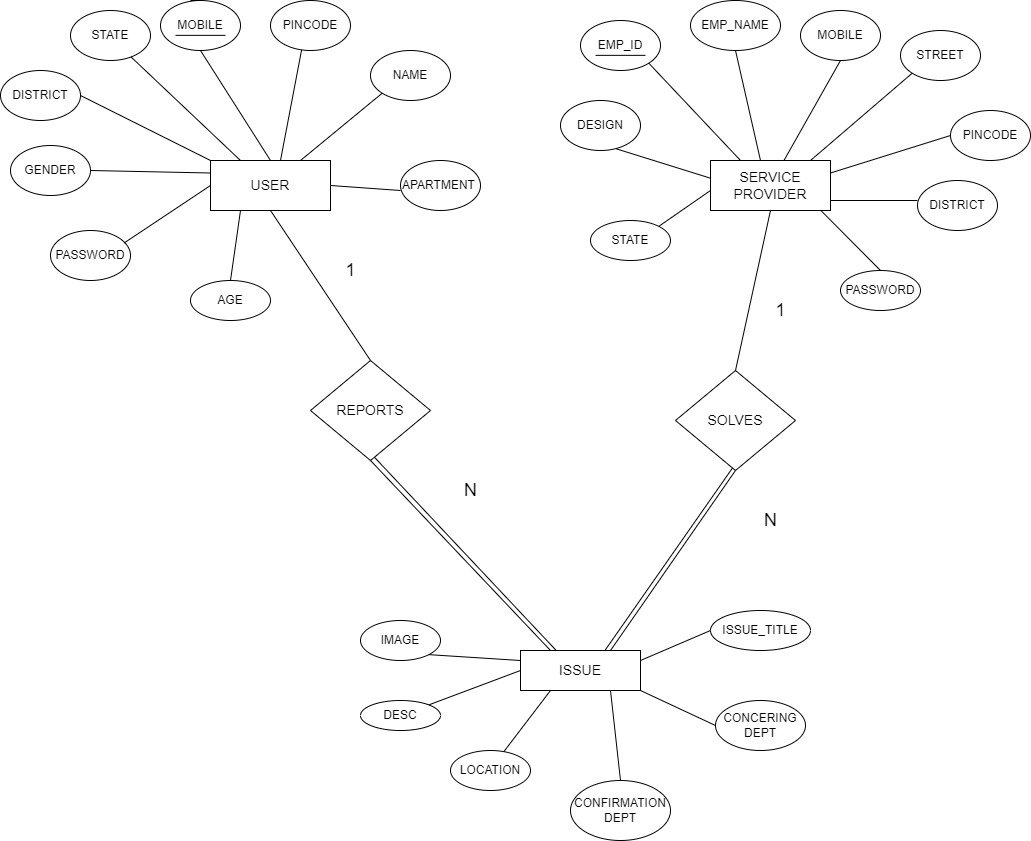 MOBILE
PINCODE
STATE
NAME
DISTRICT
GENDER
USER
APARTMENT
PASSWORD
AGE
EMP_NAME
EMP_ID
MOBILE
STREET
DESIGN
PINCODE
SERVICE
PROVIDER
DISTRICT
STATE
PASSWORD
1
1
REPORTS
SOLVES
N
N
IMAGE
ISSUE_TITLE
ISSUE
DESC
CONCERING
DEPT
LOCATION
CONFIRMATION
DEPT